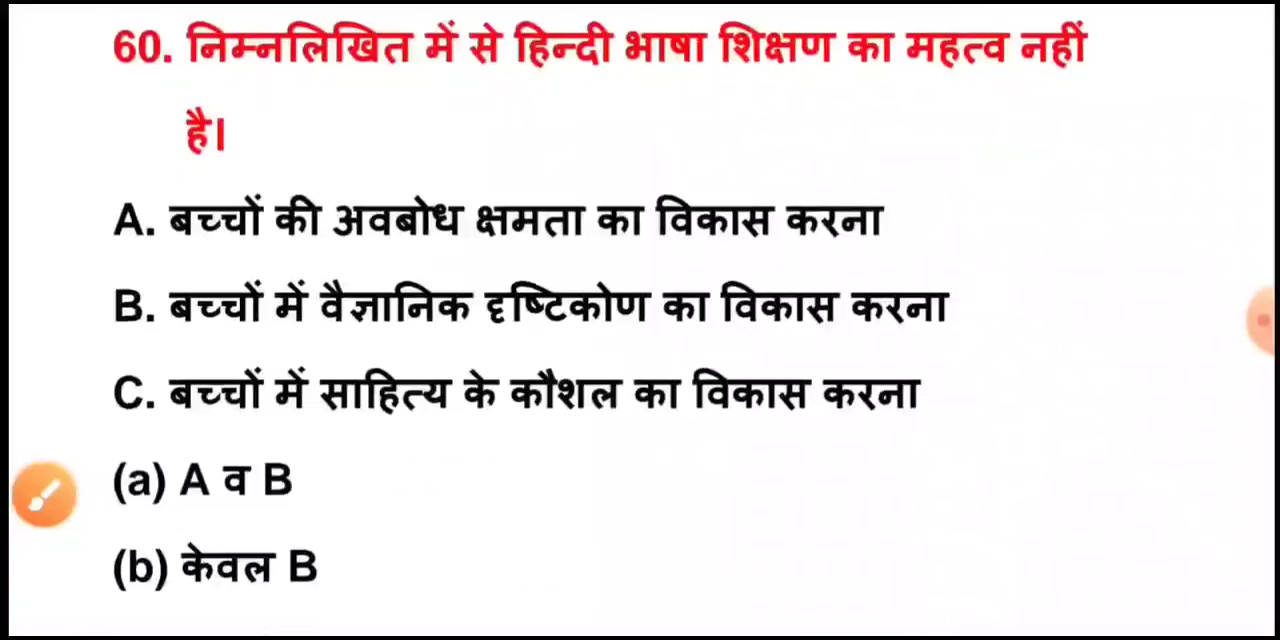 60. निम्नलिखित में से हिन्दी भाषा शिक्षण का महत्व नहीं
है।
A. बच्चों की अवबोध क्षमता का विकास करना
B. बच्चों में वैज्ञानिक दृष्टिकोण का विकास करना
C. बच्चों में साहित्य के कौशल का विकास करना
(a) A व B
(b) केवल B